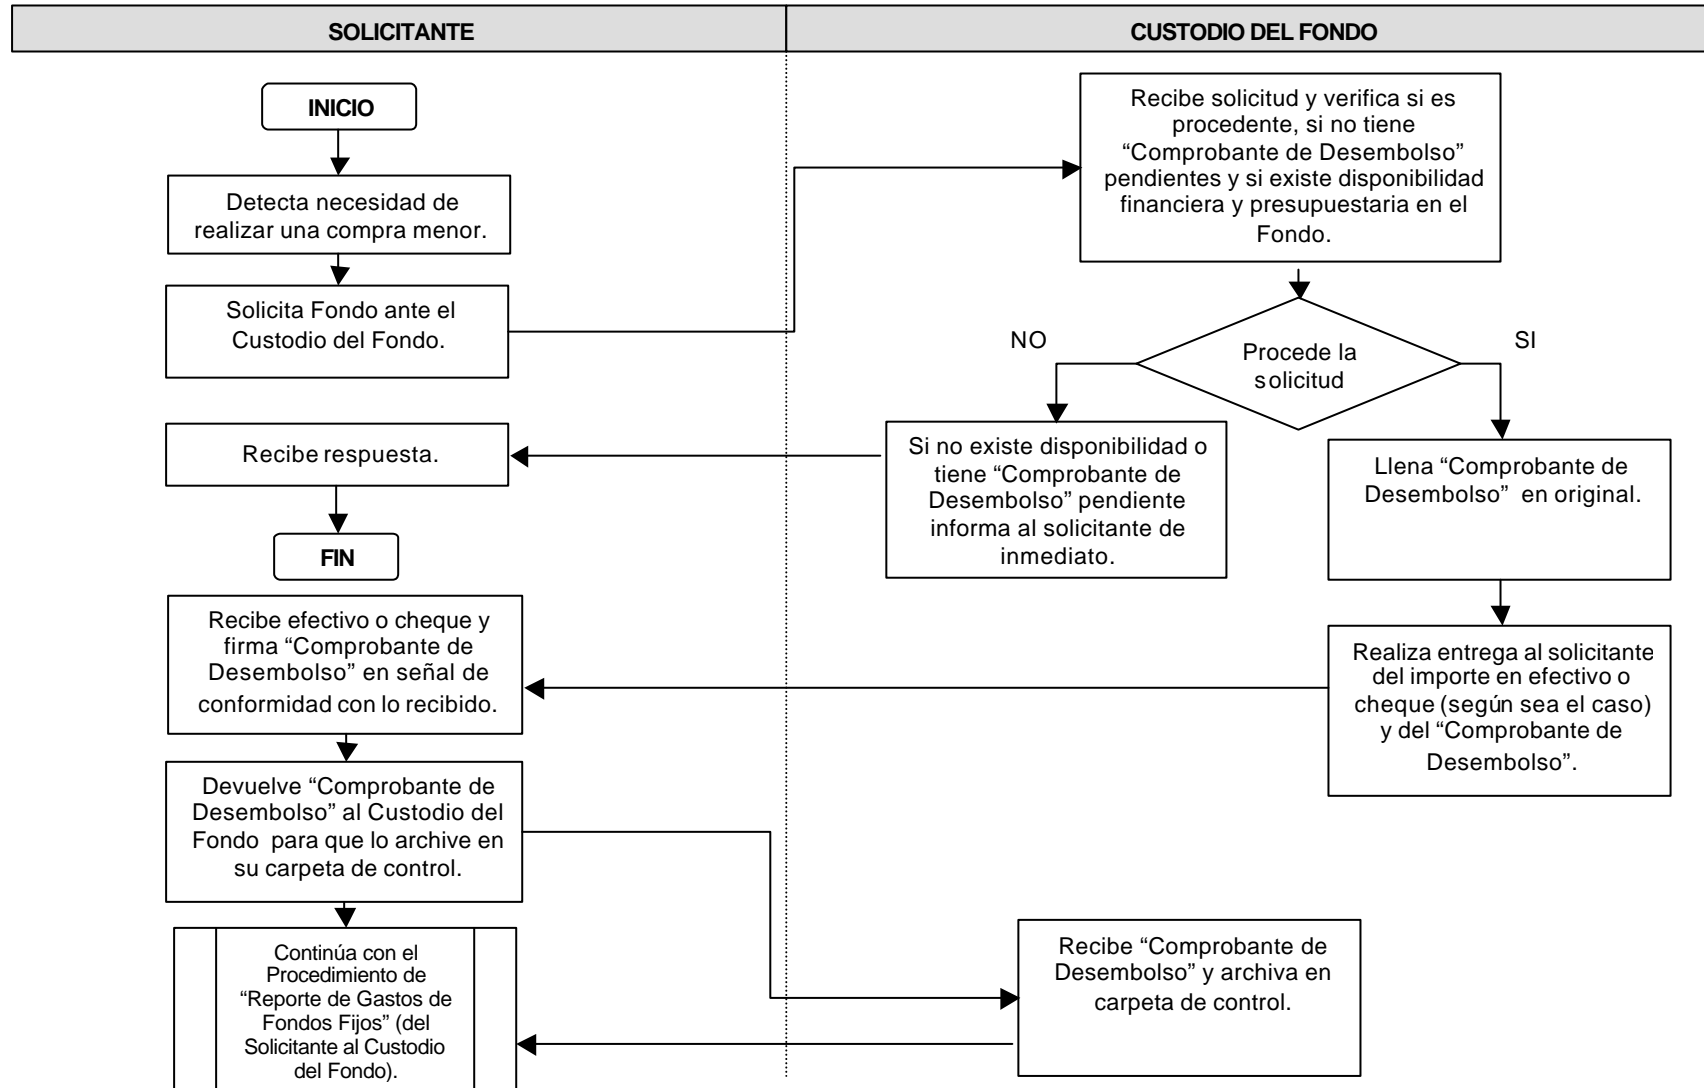 SOLICITANTE
CUSTODIO DEL FONDO
INICIO
Detecta necesidad de
realizar una compra menor.
Solicita Fondo ante el
Custodio del Fondo.
Recibe solicitud y verifica si es
procedente, si no tiene
“Comprobante de Desembolso”
pendientes y si existe disponibilidad
financiera y presupuestaria en el
Fondo.
NO
Procede la
solicitud
SI
Si no existe disponibilidad o
tiene “Comprobante de
Desembolso” pendiente
informa al solicitante de
inmediato.
Recibe respuesta.
FIN
Llena “Comprobante de
Desembolso” en original.
Realiza entrega al solicitante
del importe en efectivo o
cheque (según sea el caso)
y del “Comprobante de
Desembolso”.
Recibe efectivo o cheque y
firma “Comprobante de
Desembolso” en señal de
conformidad con lo recibido.
Devuelve “Comprobante de
Desembolso” al Custodio del
Fondo para que lo archive en
su carpeta de control.
Recibe “Comprobante de
Desembolso” y archiva en
carpeta de control.
Continúa con el
Procedimiento de
“Reporte de Gastos de
Fondos Fijos” (del
Solicitante al Custodio
del Fondo).